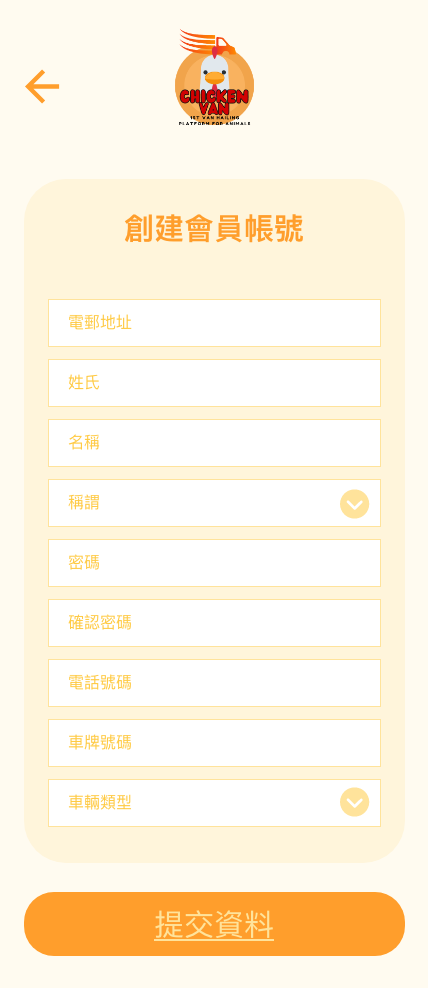 CHICKEN
VAN
1ST VAN HAILING
PLATFORM FOR ANIMALS
創建會員帳號
電郵地址
姓氏
名稱
稱謂
密碼
確認密碼
電話號碼
車牌號碼
車輛類型
提交資料